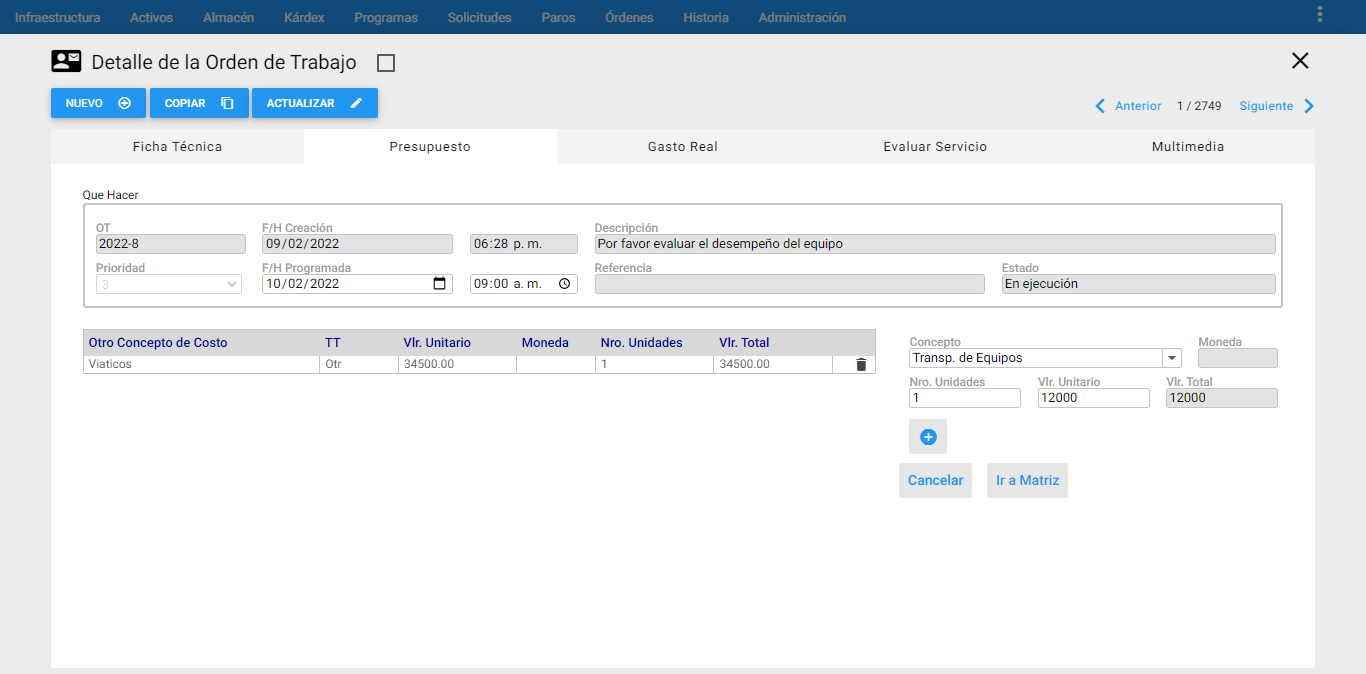 Infraestructura Activos Almacén Kárdex Programas Solicitudes Paros Órdenes Historia Administración
Detalle de la Orden de Trabajo
NUEVO COPIAR ACTUALIZAR
Anterior 1 / 2749 Siguiente
Ficha Técnica Presupuesto Gasto Real Evaluar Servicio Multimedia
Que Hacer
OT F/H Creación Descripción
2022-8 09/02/2022 06:28 p. m. Por favor evaluar el desempeño del equipo
Prioridad F/H Programada Referencia Estado
3 10/02/2022 09:00 a. m. En ejecución
Otro Concepto de Costo TT Vlr. Unitario Moneda Nro. Unidades Vlr. Total
Viaticos Otr 34500.00 1 34500.00
Concepto Moneda
Transp. de Equipos
Nro. Unidades Vlr. Unitario Vlr. Total
1 12000 12000
Cancelar Ir a Matriz